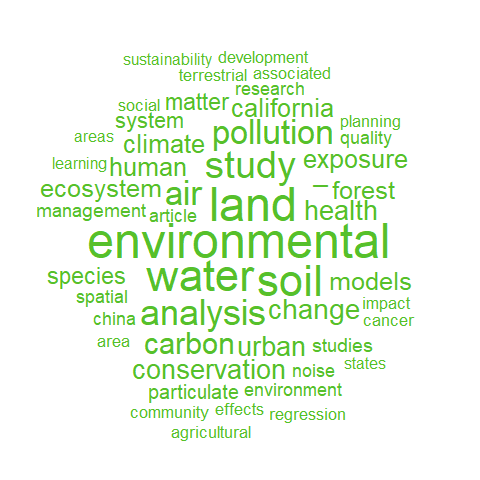 sustainability development
terrestrial associated
research
social matter california
system pollution planning
areas climate quality
learning human study exposure
ecosystem air land – forest
management article health
environmental
species water soil models
spatial analysis change impact
china cancer
area carbon urban studies
conservation noise states
particulate environment
community effects regression
agricultural